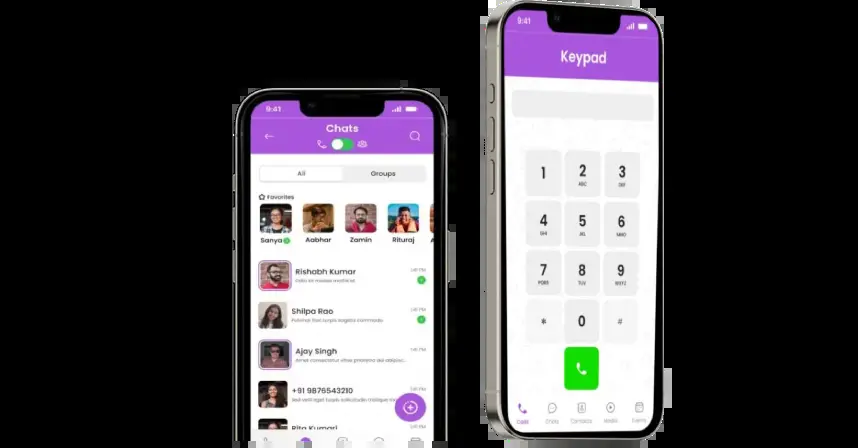 9:41
Chats
All
Groups
Favorites
Sanya
Aabhar
Zamin
Rituraj
Rishabh Kumar
Shilpa Rao
Ajay Singh
+91 9876543210
Ritu Kumari
9:41
Keypad
1
2
ABC
3
DEF
4
GHI
5
JKL
6
MNO
7
PQRS
8
TUV
9
WXYZ
*
0
#
Calls
Chats
Contacts
Media
Events